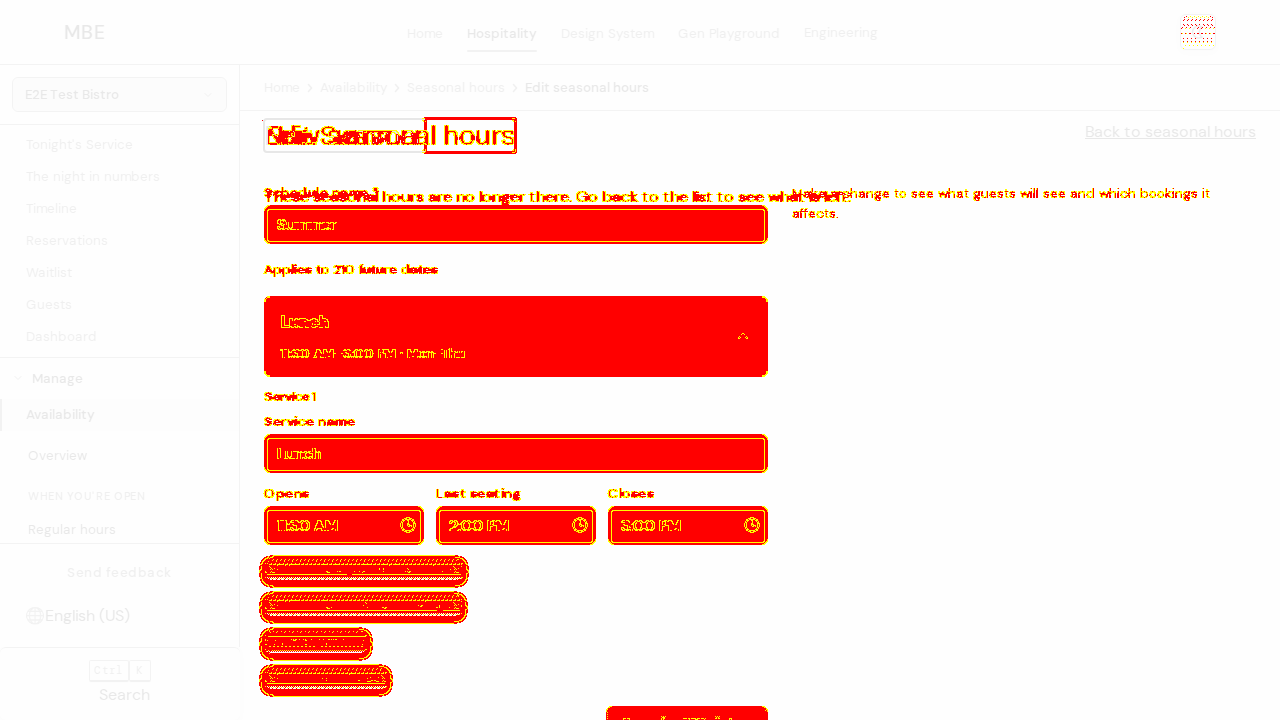 MBE
Home
Hospitality
Design System
Gen Playground
Engineering
E2E Test Bistro
Home
Availability
Seasonal hours
Edit seasonal hours
Tonight's Service
The night in numbers
Timeline
Reservations
Waitlist
Guests
Dashboard
Manage
Availability
Overview
WHEN YOU'RE OPEN
Regular hours
Send feedback
English (US)
Ctrl K
Search
hours
Back to seasonal hours
Schedule name
These seasonal hours are no longer there. Go back to the list to see what
Make a change to see what guests will see and which bookings it
affects.
Summer
Applies to 210 future dates
Lunch
11:30 AM–3:00 PM · Mon–Thu
Service 1
Service name
Lunch
Opens
Last seating
Closes
11:30 AM
2:00 PM
3:00 PM